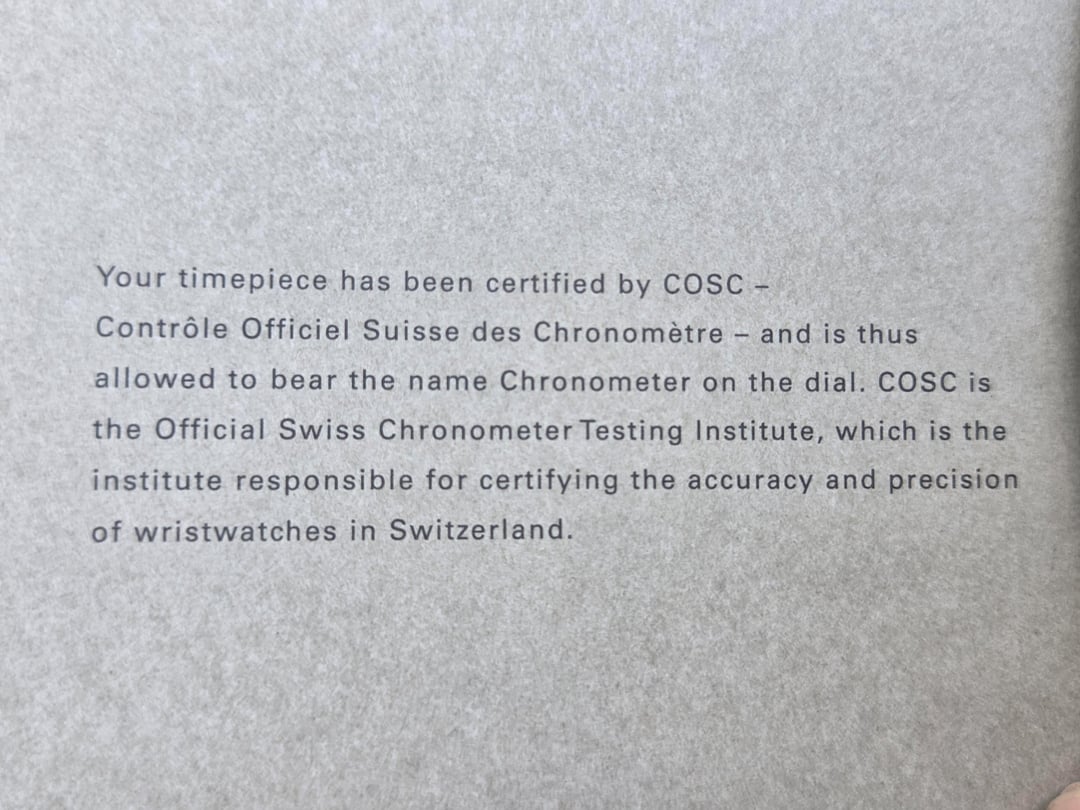 Your timepiece has been certified by COSC –
Contrôle Officiel Suisse des Chronomètre – and is thus
allowed to bear the name Chronometer on the dial. COSC is
the Official Swiss Chronometer Testing Institute, which is the
institute responsible for certifying the accuracy and precision
of wristwatches in Switzerland.